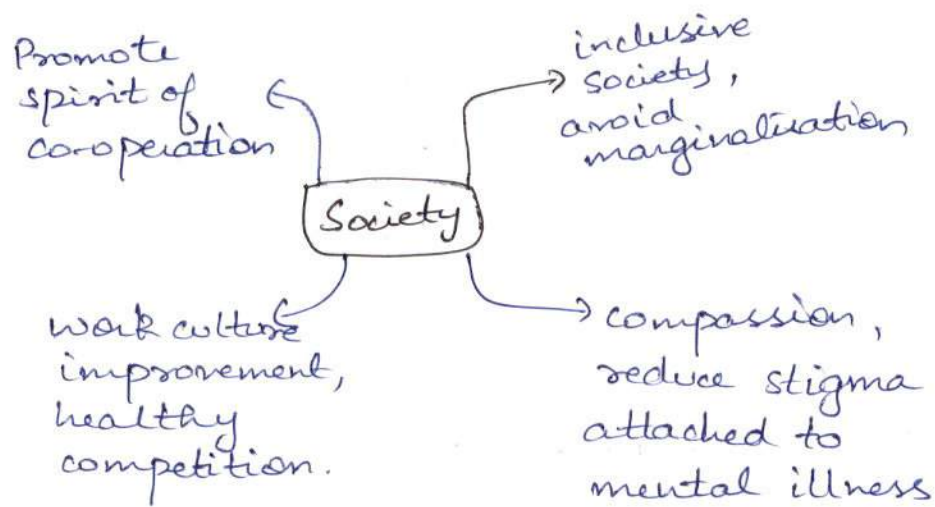 Promote
spirit of
co-operation
inclusive
society,
avoid
marginalisation
Society
work culture
improvement,
healthy
competition.
compassion,
reduce stigma
attached to
mental illness